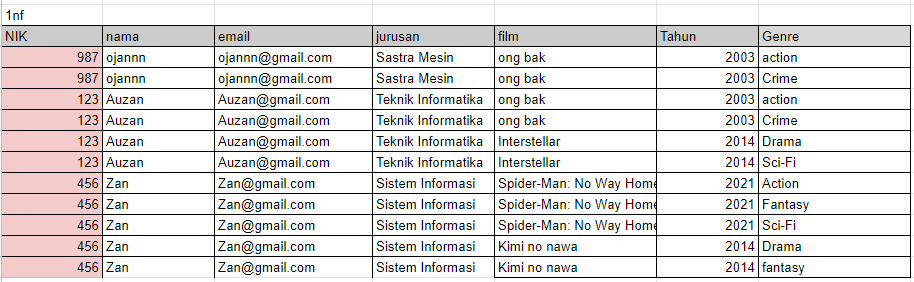 1nf
NIK nama email jurusan film Tahun Genre
987 ojannn ojannn@gmail.com Sastra Mesin ong bak 2003 action
987 ojannn ojannn@gmail.com Sastra Mesin ong bak 2003 Crime
123 Auzan Auzan@gmail.com Teknik Informatika ong bak 2003 action
123 Auzan Auzan@gmail.com Teknik Informatika ong bak 2003 Crime
123 Auzan Auzan@gmail.com Teknik Informatika Interstellar 2014 Drama
123 Auzan Auzan@gmail.com Teknik Informatika Interstellar 2014 Sci-Fi
456 Zan Zan@gmail.com Sistem Informasi Spider-Man: No Way Home 2021 Action
456 Zan Zan@gmail.com Sistem Informasi Spider-Man: No Way Home 2021 Fantasy
456 Zan Zan@gmail.com Sistem Informasi Spider-Man: No Way Home 2021 Sci-Fi
456 Zan Zan@gmail.com Sistem Informasi Kimi no nawa 2014 Drama
456 Zan Zan@gmail.com Sistem Informasi Kimi no nawa 2014 fantasy